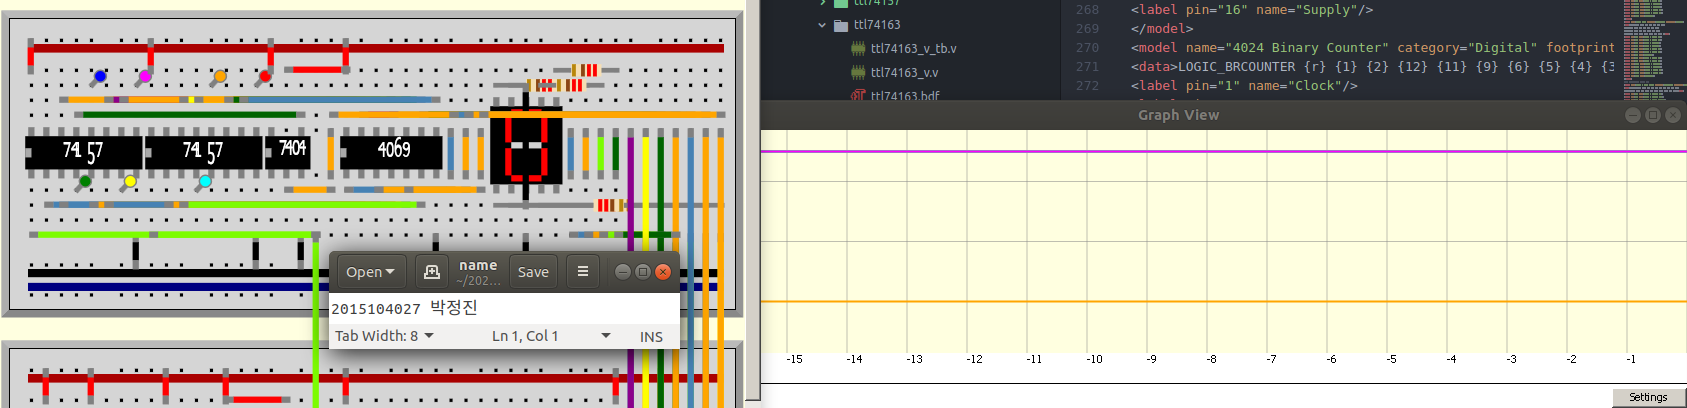 ttl74157
ttl74163
ttl74163_v_tb.v
ttl74163_v.v
ttl74163.bdf
268 <label pin="16" name="Supply"/>
269 </model>
270 <model name="4024 Binary Counter" category="Digital" footprint
271 <data>LOGIC_BRCOUNTER {r} {1} {2} {12} {11} {9} {6} {5} {4} {3
272 <label pin="1" name="Clock"/>
Graph View
74157
74157
7404
4069
Open
name
~/202...
Save
2015104027 박정진
Tab Width: 8
Ln 1, Col 1
INS
-15 -14 -13 -12 -11 -10 -9 -8 -7 -6 -5 -4 -3 -2 -1
Settings